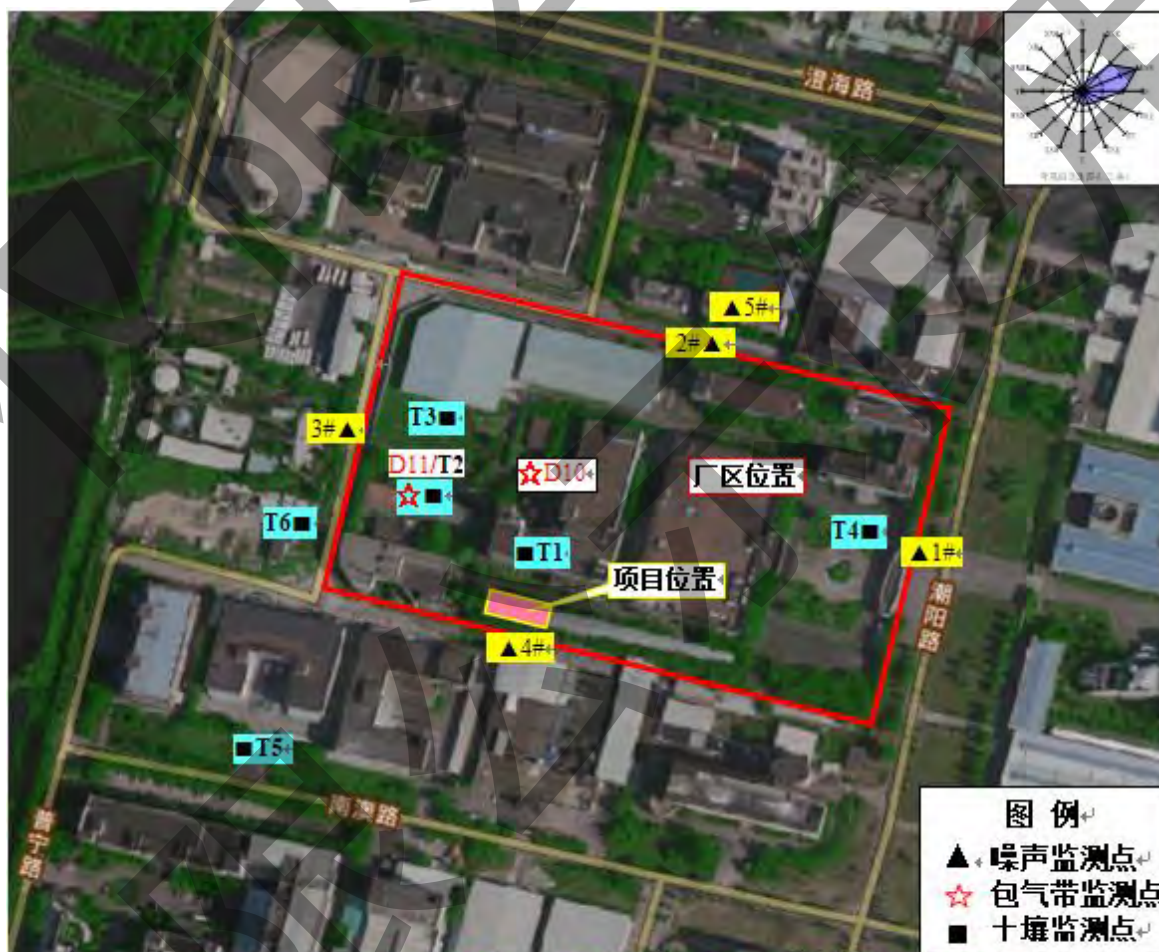 澄海路
▲5#
2#▲
T3■
3#▲
D11/T2
☆■
☆D10
厂区位置
T6■
■T1
T4■
▲1#
项目位置
潮阳路
▲4#
■T5
南澳路
普宁路
图 例
▲ 噪声监测点
☆ 包气带监测点
■ 土壤监测点